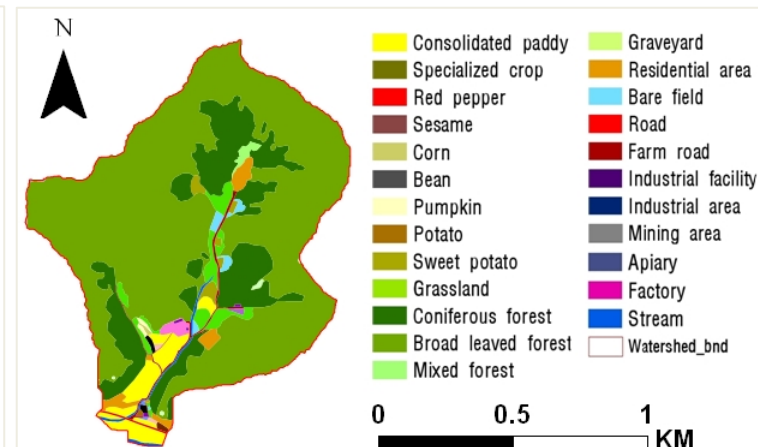 N
Consolidated paddy
Specialized crop
Red pepper
Sesame
Corn
Bean
Pumpkin
Potato
Sweet potato
Grassland
Coniferous forest
Broad leaved forest
Mixed forest
Graveyard
Residential area
Bare field
Road
Farm road
Industrial facility
Industrial area
Mining area
Apiary
Factory
Stream
Watershed_bnd
0 0.5 1
KM